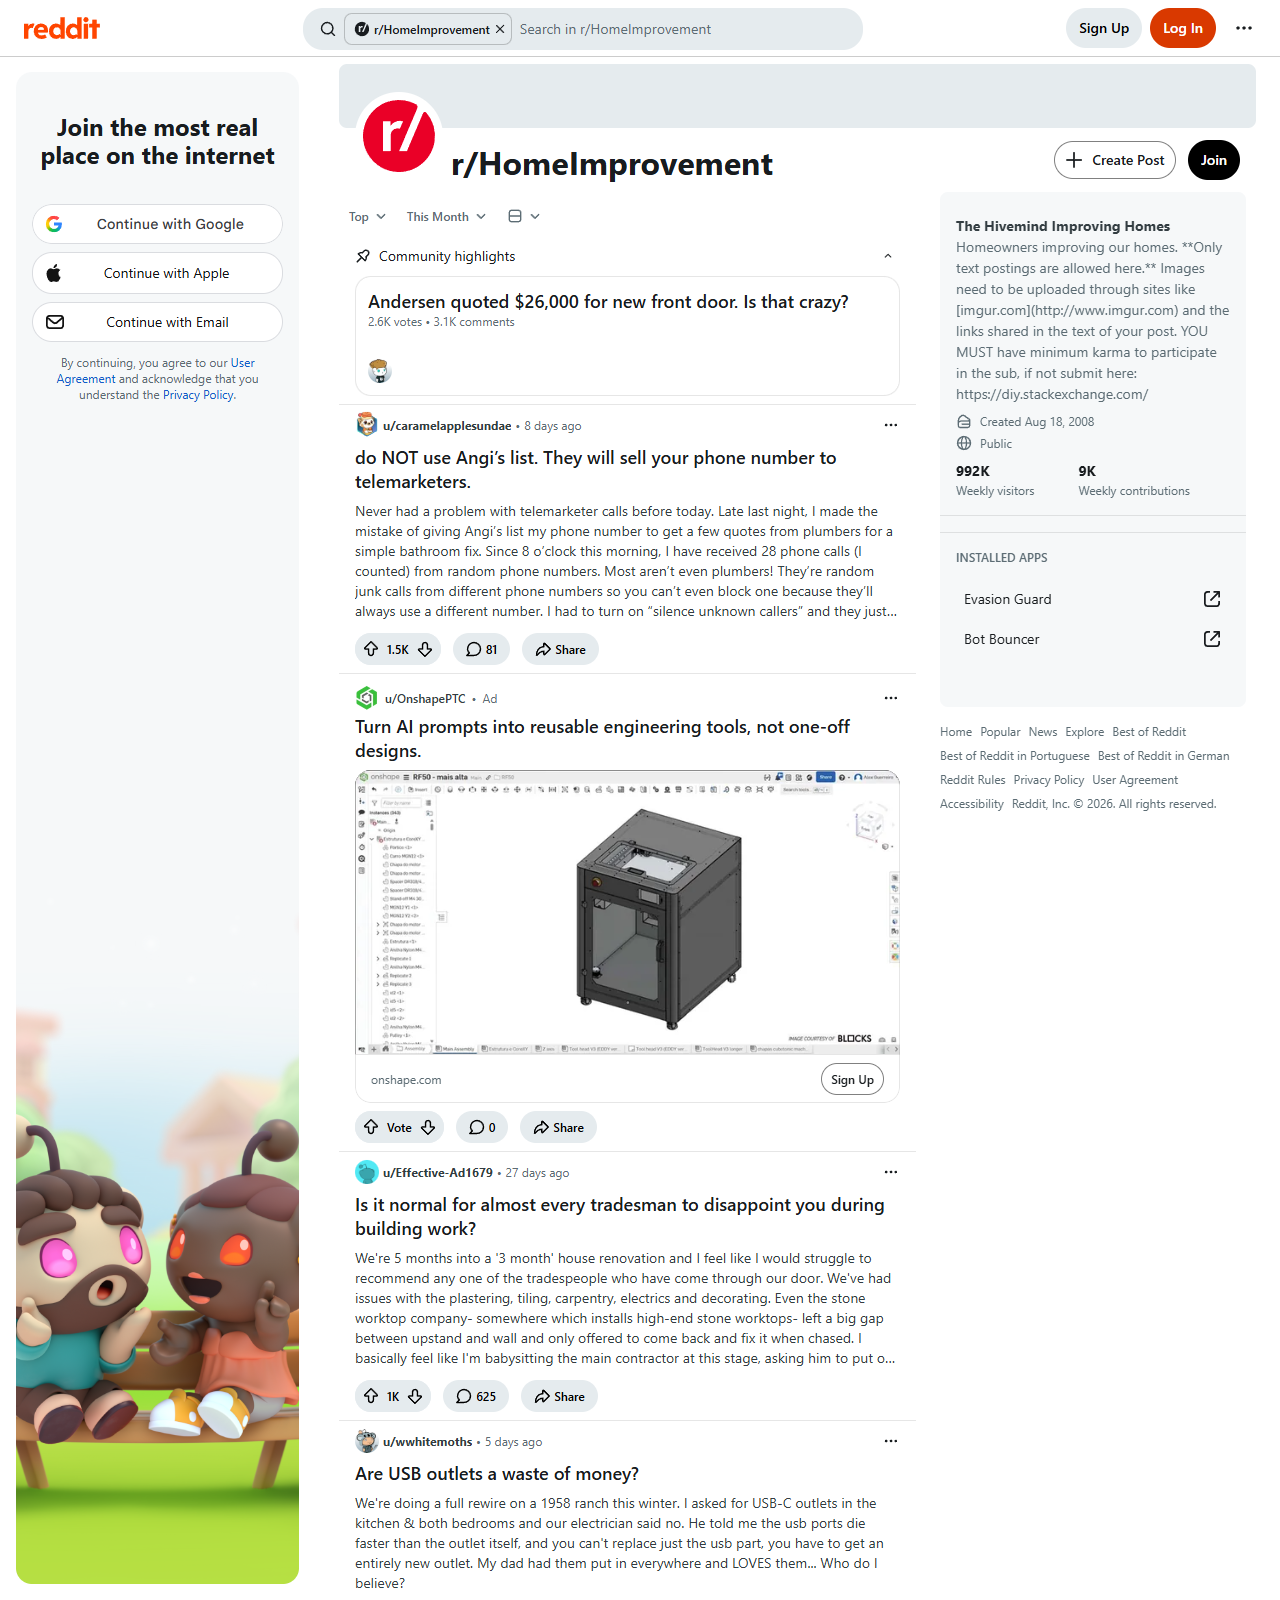 reddit
r/HomeImprovement
Search in r/HomeImprovement
Sign Up
Log In
Join the most real
place on the internet
Continue with Google
Continue with Apple
Continue with Email
By continuing, you agree to our User
Agreement and acknowledge that you
understand the Privacy Policy.
r/
r/HomeImprovement
Create Post
Join
Top
This Month
Community highlights
Andersen quoted $26,000 for new front door. Is that crazy?
2.6K votes • 3.1K comments
u/caramelapplesundae • 8 days ago
do NOT use Angi’s list. They will sell your phone number to
telemarketers.
Never had a problem with telemarketer calls before today. Late last night, I made the
mistake of giving Angi’s list my phone number to get a few quotes from plumbers for a
simple bathroom fix. Since 8 o’clock this morning, I have received 28 phone calls (I
counted) from random phone numbers. Most aren’t even plumbers! They’re random
junk calls from different phone numbers so you can’t even block one because they’ll
always use a different number. I had to turn on “silence unknown callers” and they just...
1.5K
81
Share
u/OnshapePTC • Ad
Turn AI prompts into reusable engineering tools, not one-off
designs.
onshape
RF50 - mais alta
Main
RF50
Share
Insert
Search tools...
Instances
Origin
Main Assembly
Assembly
IMAGE COURTESY OF BLOCKS
onshape.com
Sign Up
Vote
0
Share
u/Effective-Ad1679 • 27 days ago
Is it normal for almost every tradesman to disappoint you during
building work?
We're 5 months into a '3 month' house renovation and I feel like I would struggle to
recommend any one of the tradespeople who have come through our door. We've had
issues with the plastering, tiling, carpentry, electrics and decorating. Even the stone
worktop company- somewhere which installs high-end stone worktops- left a big gap
between upstand and wall and only offered to come back and fix it when chased. I
basically feel like I'm babysitting the main contractor at this stage, asking him to put o...
1K
625
Share
u/wwhitemoths • 5 days ago
Are USB outlets a waste of money?
We're doing a full rewire on a 1958 ranch this winter. I asked for USB-C outlets in the
kitchen & both bedrooms and our electrician said no. He told me the usb ports die
faster than the outlet itself, and you can't replace just the usb part, you have to get an
entirely new outlet. My dad had them put in everywhere and LOVES them... Who do I
believe?
The Hivemind Improving Homes
Homeowners improving our homes. **Only
text postings are allowed here.** Images
need to be uploaded through sites like
[imgur.com](http://www.imgur.com) and the
links shared in the text of your post. YOU
MUST have minimum karma to participate
in the sub, if not submit here:
https://diy.stackexchange.com/
Created Aug 18, 2008
Public
992K
9K
Weekly visitors
Weekly contributions
INSTALLED APPS
Evasion Guard
Bot Bouncer
Home Popular News Explore Best of Reddit
Best of Reddit in Portuguese Best of Reddit in German
Reddit Rules Privacy Policy User Agreement
Accessibility Reddit, Inc. © 2026. All rights reserved.